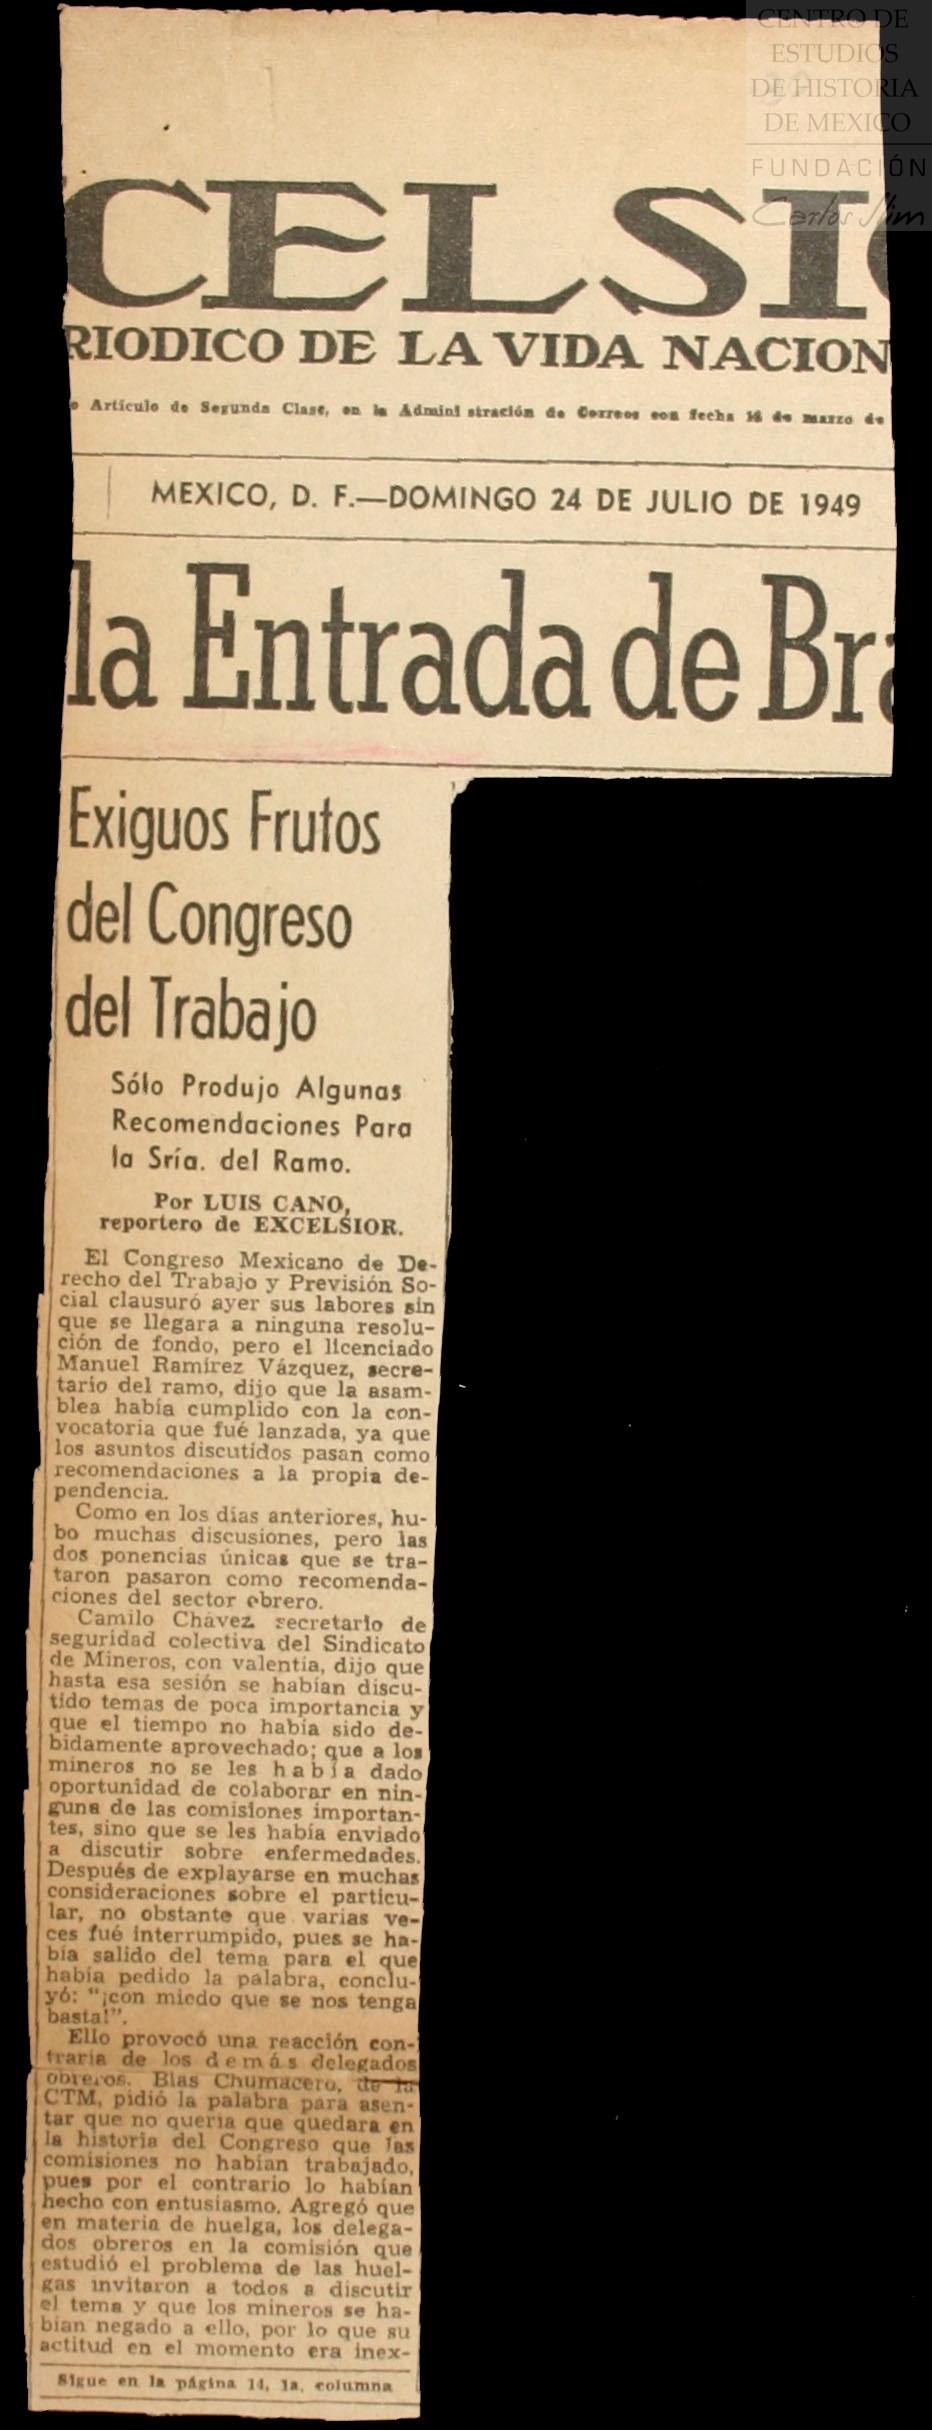 CENTRO DE
ESTUDIOS
DE HISTORIA
DE MEXICO
FUNDACIÓN
Carlos Slim
CELSIO
RIODICO DE LA VIDA NACION
o Artículo de Segunda Clase, en la Admini stración de Correos con fecha 18 de marzo de
MEXICO, D. F.—DOMINGO 24 DE JULIO DE 1949
la Entrada de Bra
Exiguos Frutos
del Congreso
del Trabajo
Sólo Produjo Algunas
Recomendaciones Para
la Sría. del Ramo.
Por LUIS CANO,
reportero de EXCELSIOR.
El Congreso Mexicano de De-
recho del Trabajo y Previsión So-
cial clausuró ayer sus labores sin
que se llegara a ninguna resolu-
ción de fondo, pero el licenciado
Manuel Ramírez Vázquez, secre-
tario del ramo, dijo que la asam-
blea había cumplido con la con-
vocatoria que fué lanzada, ya que
los asuntos discutidos pasan como
recomendaciones a la propia de-
pendencia.
Como en los días anteriores, hu-
bo muchas discusiones, pero las
dos ponencias únicas que se tra-
taron pasaron como recomenda-
ciones del sector obrero.
Camilo Chávez secretario de
seguridad colectiva del Sindicato
de Mineros, con valentía, dijo que
hasta esa sesión se habían discu-
tido temas de poca importancia y
que el tiempo no había sido de-
bidamente aprovechado; que a los
mineros no se les había dado
oportunidad de colaborar en nin-
guna de las comisiones importan-
tes, sino que se les había enviado
a discutir sobre enfermedades.
Después de explayarse en muchas
consideraciones sobre el particu-
lar, no obstante que varias ve-
ces fué interrumpido, pues se ha-
bía salido del tema para el que
había pedido la palabra, conclu-
yó: "¡con miedo que se nos tenga
basta!".
Ello provocó una reacción con-
traria de los demás delegados
obreros. Blas Chumacero, de la
CTM, pidió la palabra para asen-
tar que no quería que quedara en
la historia del Congreso que las
comisiones no habían trabajado,
pues por el contrario lo habían
hecho con entusiasmo. Agregó que
en materia de huelga, los delega-
dos obreros en la comisión que
estudió el problema de las huel-
gas invitaron a todos a discutir
el tema y que los mineros se ha-
bían negado a ello, por lo que su
actitud en el momento era inex-
Sigue en la página 14, 1a. columna